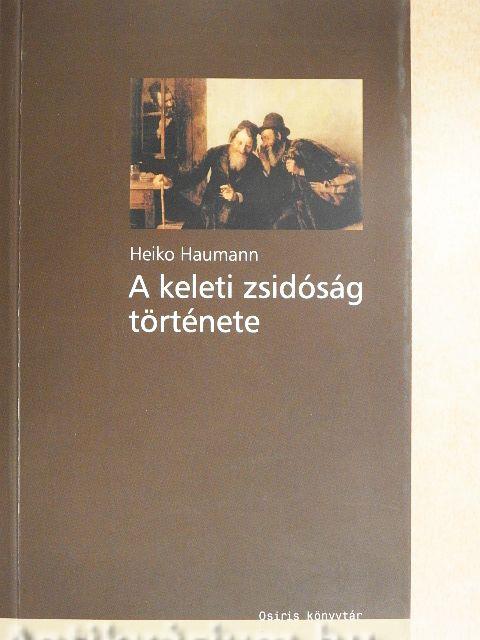 Heiko Haumann
A keleti zsidóság
története
Osiris könyvtár